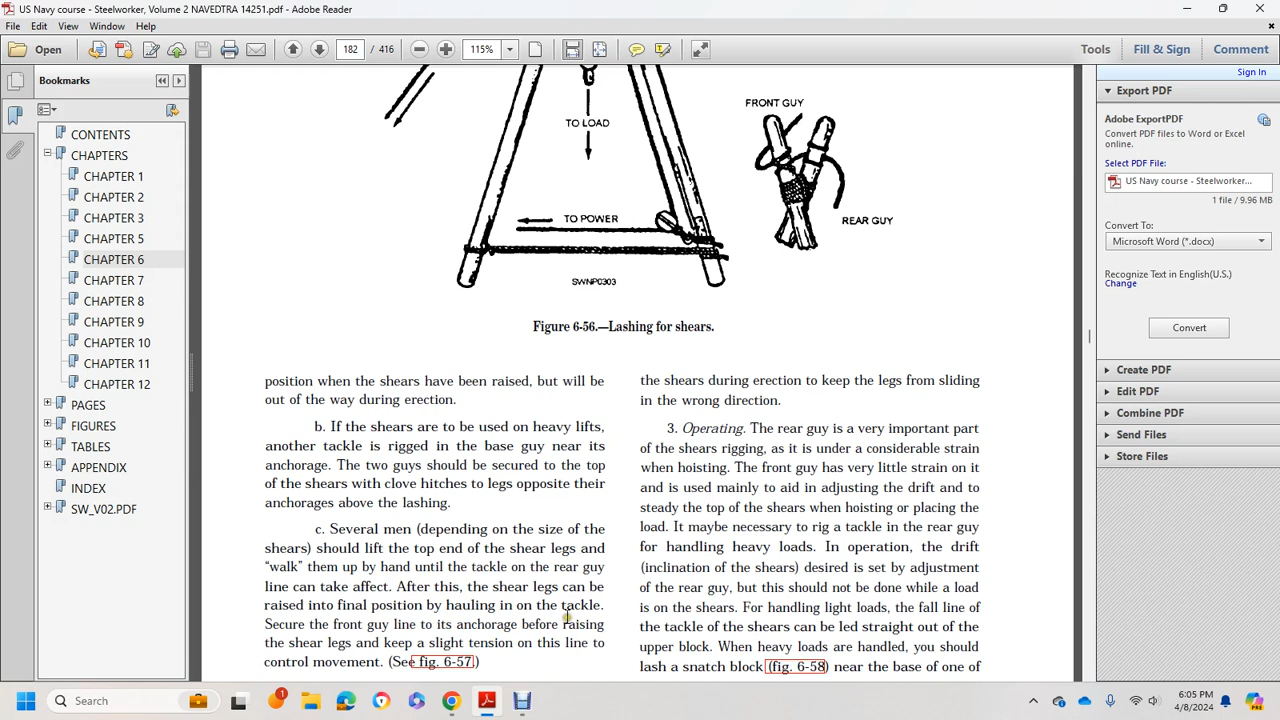 US Navy course - Steelworker, Volume 2 NAVEDTRA 14251.pdf - Adobe Reader
File Edit View Window Help
Open 182 / 416 115% Tools Fill & Sign Comment
Sign In
Bookmarks
CONTENTS
CHAPTERS
CHAPTER 1
CHAPTER 2
CHAPTER 3
CHAPTER 5
CHAPTER 6
CHAPTER 7
CHAPTER 8
CHAPTER 9
CHAPTER 10
CHAPTER 11
CHAPTER 12
PAGES
FIGURES
TABLES
APPENDIX
INDEX
SW_V02.PDF
TO LOAD
TO POWER
SWNP0303
FRONT GUY
REAR GUY
Figure 6-56.—Lashing for shears.
position when the shears have been raised, but will be
out of the way during erection.
b. If the shears are to be used on heavy lifts,
another tackle is rigged in the base guy near its
anchorage. The two guys should be secured to the top
of the shears with clove hitches to legs opposite their
anchorages above the lashing.
c. Several men (depending on the size of the
shears) should lift the top end of the shear legs and
“walk” them up by hand until the tackle on the rear guy
line can take affect. After this, the shear legs can be
raised into final position by hauling in on the tackle.
Secure the front guy line to its anchorage before raising
the shear legs and keep a slight tension on this line to
control movement. (See fig. 6-57.)
the shears during erection to keep the legs from sliding
in the wrong direction.
3. Operating. The rear guy is a very important part
of the shears rigging, as it is under a considerable strain
when hoisting. The front guy has very little strain on it
and is used mainly to aid in adjusting the drift and to
steady the top of the shears when hoisting or placing the
load. It maybe necessary to rig a tackle in the rear guy
for handling heavy loads. In operation, the drift
(inclination of the shears) desired is set by adjustment
of the rear guy, but this should not be done while a load
is on the shears. For handling light loads, the fall line of
the tackle of the shears can be led straight out of the
upper block. When heavy loads are handled, you should
lash a snatch block (fig. 6-58) near the base of one of
Export PDF
Adobe ExportPDF
Convert PDF files to Word or Excel
online.
Select PDF File:
US Navy course - Steelworker, ...
1 file / 9.96 MB
Convert To:
Microsoft Word (*.docx)
Recognize Text in English(U.S.)
Change
Convert
Create PDF
Edit PDF
Combine PDF
Send Files
Store Files
Search
1
6:05 PM
4/8/2024